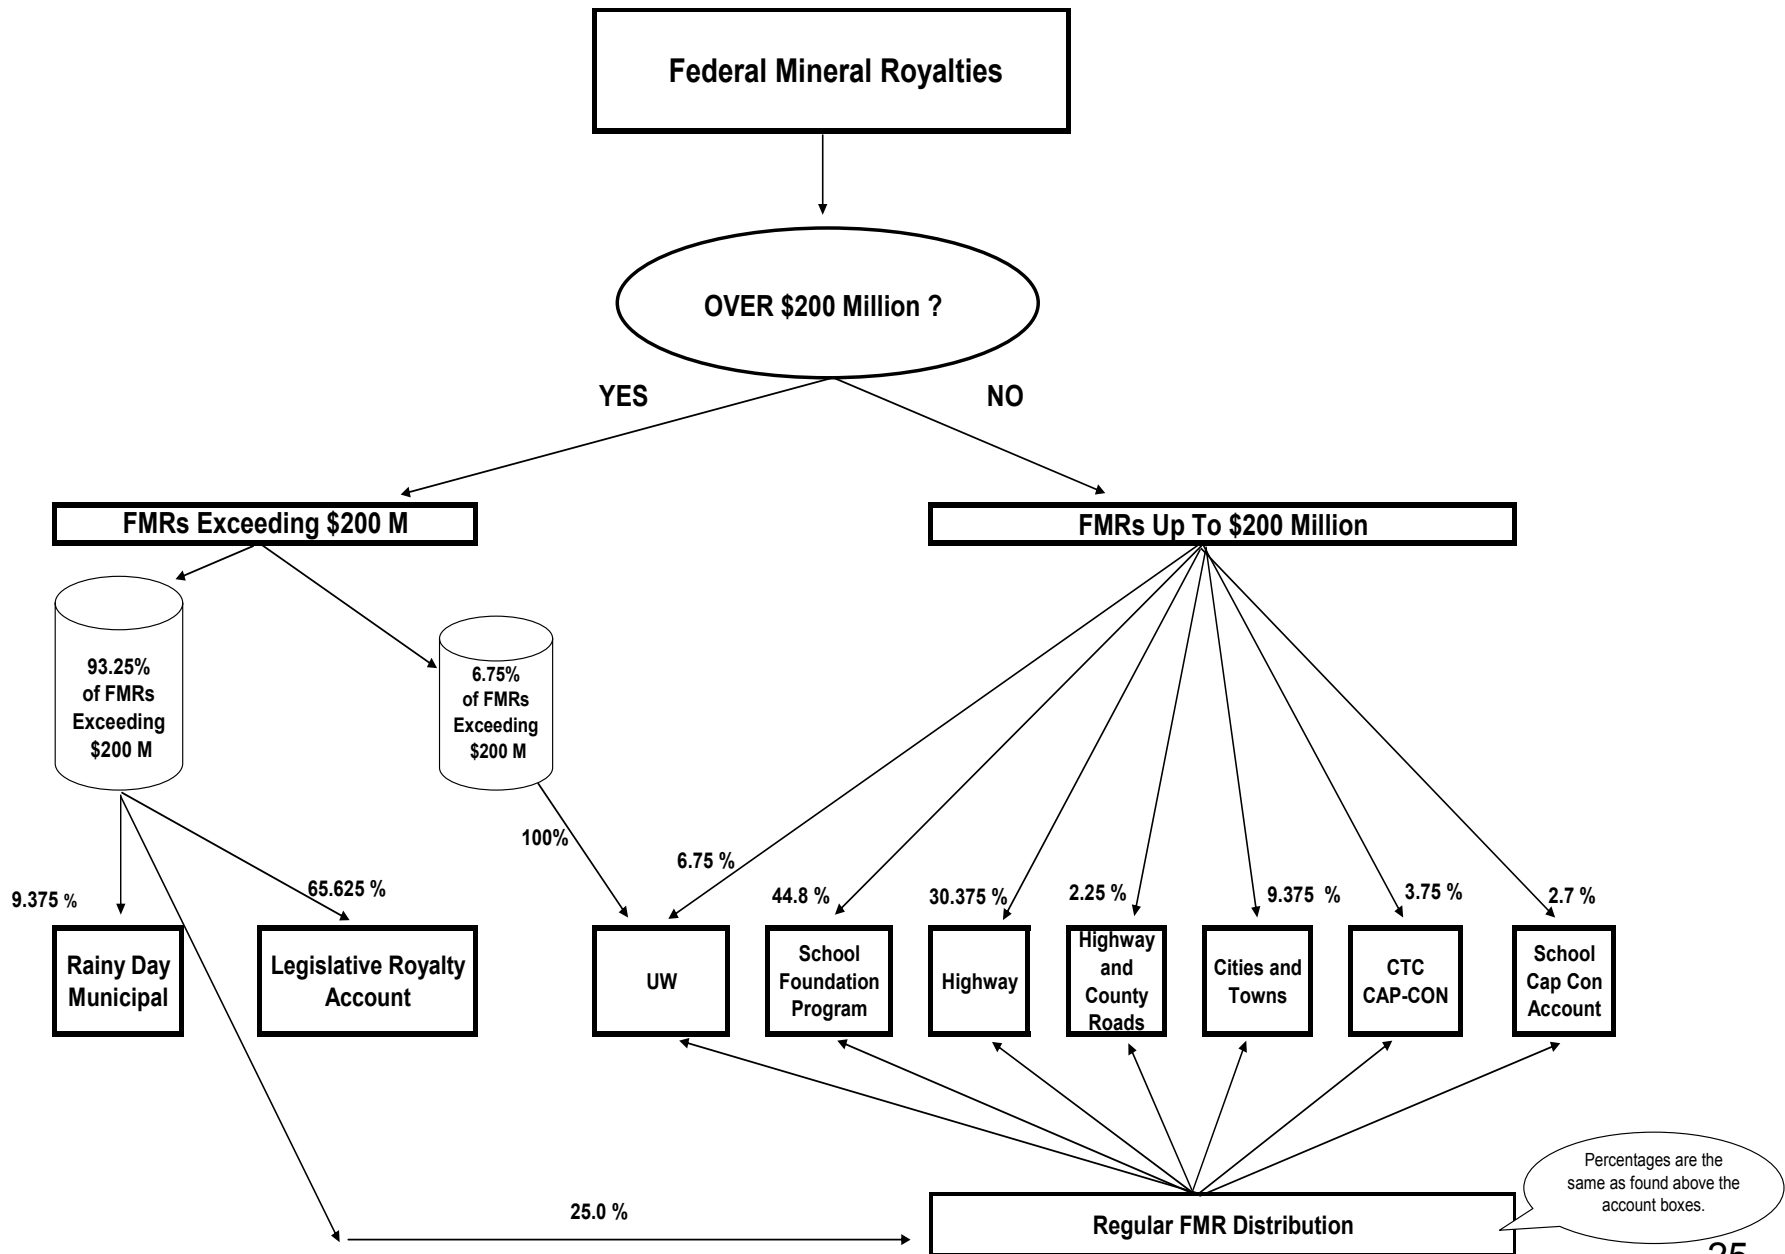 Federal Mineral Royalties
OVER $200 Million ?
YES
NO
FMRs Exceeding $200 M
FMRs Up To $200 Million
93.25%
of FMRs
Exceeding
$200 M
6.75%
of FMRs
Exceeding
$200 M
100%
6.75 %
9.375 %
65.625 %
44.8 %
30.375 %
2.25 %
9.375 %
3.75 %
2.7 %
Rainy Day
Municipal
Legislative Royalty
Account
UW
School
Foundation
Program
Highway
Highway
and
County
Roads
Cities and
Towns
CTC
CAP-CON
School
Cap Con
Account
Percentages are the
same as found above the
account boxes.
25.0 %
Regular FMR Distribution